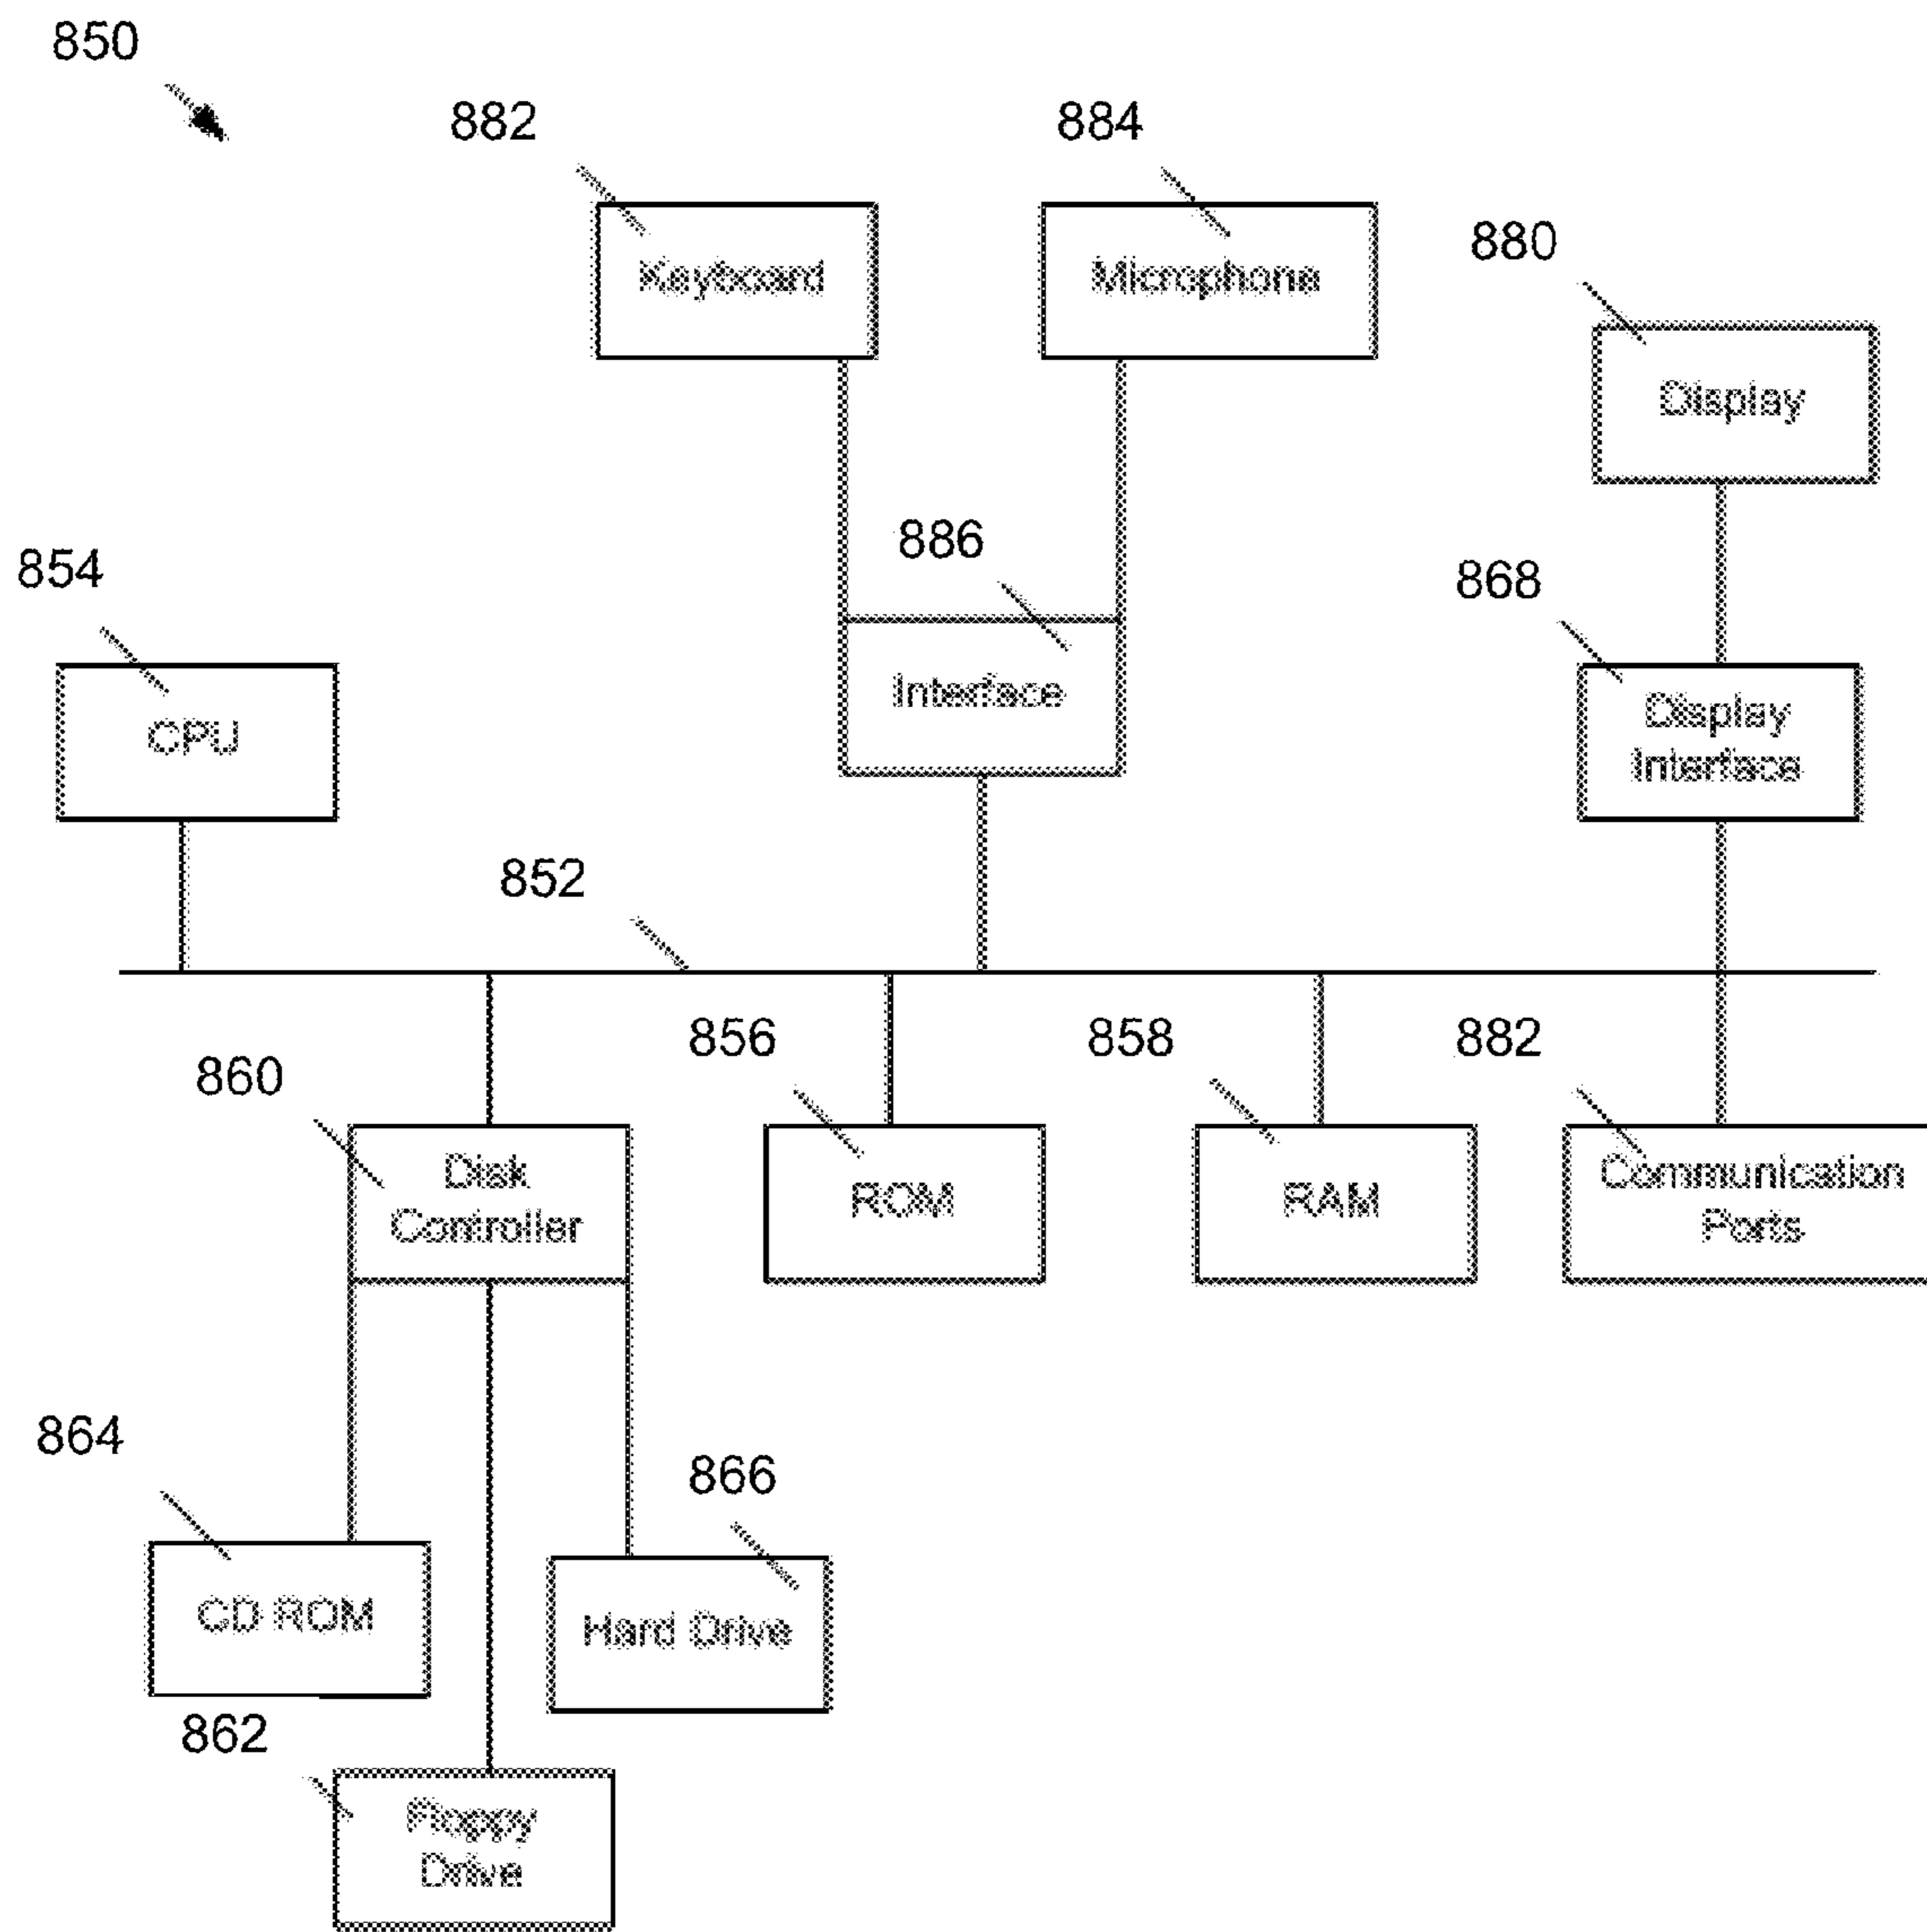 850
882
884
Keyboard
Microphone
880
Display
886
854
868
Interface
CPU
Display
Interface
852
856
858
882
860
Disk
Controller
ROM
RAM
Communication
Ports
864
866
CD ROM
Hard Drive
862
Floppy
Drive